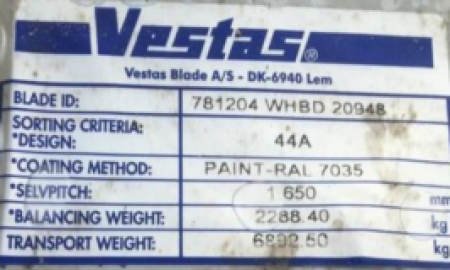 Vestas®
Vestas Blade A/S - DK-6940 Lem
BLADE ID: 781204 WHBD 20948
SORTING CRITERIA:
*DESIGN: 44A
*COATING METHOD: PAINT-RAL 7035
*SELVPITCH: 1 650 mm
*BALANCING WEIGHT: 2288.40 kg
TRANSPORT WEIGHT: 6892.50 kg